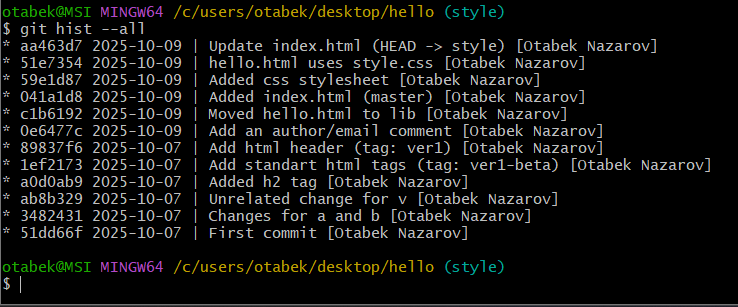 otabek@MSI MINGW64 /c/users/otabek/desktop/hello (style)
$ git hist --all
* aa463d7 2025-10-09 | Update index.html (HEAD -> style) [Otabek Nazarov]
* 51e7354 2025-10-09 | hello.html uses style.css [Otabek Nazarov]
* 59e1d87 2025-10-09 | Added css stylesheet [Otabek Nazarov]
* 041a1d8 2025-10-09 | Added index.html (master) [Otabek Nazarov]
* c1b6192 2025-10-09 | Moved hello.html to lib [Otabek Nazarov]
* 0e6477c 2025-10-09 | Add an author/email comment [Otabek Nazarov]
* 89837f6 2025-10-07 | Add html header (tag: ver1) [Otabek Nazarov]
* 1ef2173 2025-10-07 | Add standart html tags (tag: ver1-beta) [Otabek Nazarov]
* a0d0ab9 2025-10-07 | Added h2 tag [Otabek Nazarov]
* ab8b329 2025-10-07 | Unrelated change for v [Otabek Nazarov]
* 3482431 2025-10-07 | Changes for a and b [Otabek Nazarov]
* 51dd66f 2025-10-07 | First commit [Otabek Nazarov]
otabek@MSI MINGW64 /c/users/otabek/desktop/hello (style)
$